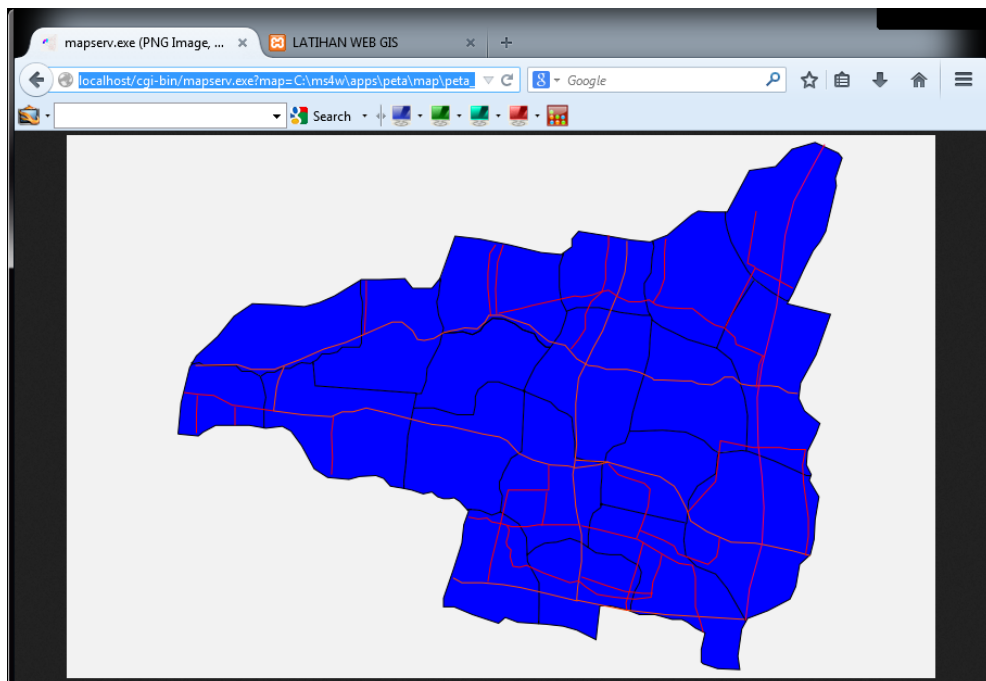 mapserv.exe (PNG Image, ... × LATIHAN WEB GIS × +
localhost/cgi-bin/mapserv.exe?map=C:\ms4w\apps\peta\map\peta_ Google
Search